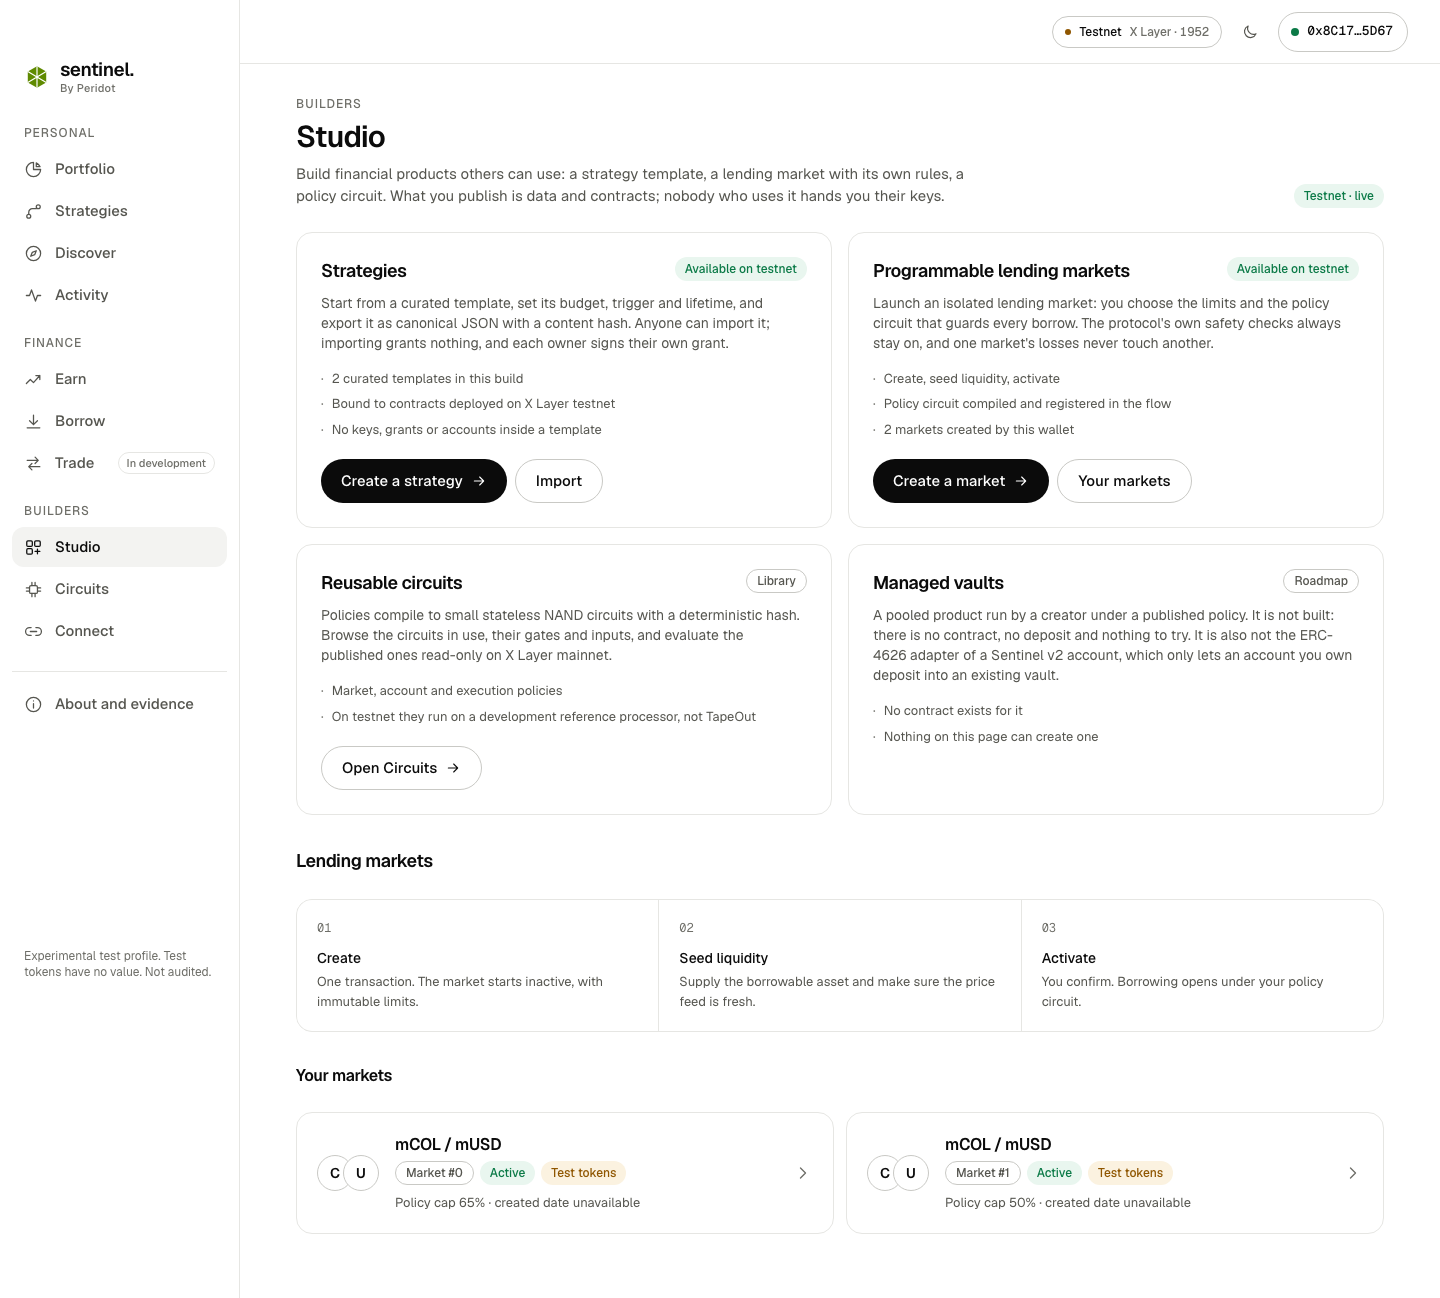 sentinel.
By Peridot
PERSONAL
Portfolio
Strategies
Discover
Activity
FINANCE
Earn
Borrow
Trade In development
BUILDERS
Studio
Circuits
Connect
About and evidence
Experimental test profile. Test
tokens have no value. Not audited.
Testnet X Layer · 1952
0x8C17…5D67
BUILDERS
Studio
Build financial products others can use: a strategy template, a lending market with its own rules, a
policy circuit. What you publish is data and contracts; nobody who uses it hands you their keys.
Testnet · live
Strategies
Available on testnet
Start from a curated template, set its budget, trigger and lifetime, and
export it as canonical JSON with a content hash. Anyone can import it;
importing grants nothing, and each owner signs their own grant.
· 2 curated templates in this build
· Bound to contracts deployed on X Layer testnet
· No keys, grants or accounts inside a template
Create a strategy →
Import
Programmable lending markets
Available on testnet
Launch an isolated lending market: you choose the limits and the policy
circuit that guards every borrow. The protocol's own safety checks always
stay on, and one market's losses never touch another.
· Create, seed liquidity, activate
· Policy circuit compiled and registered in the flow
· 2 markets created by this wallet
Create a market →
Your markets
Reusable circuits
Library
Policies compile to small stateless NAND circuits with a deterministic hash.
Browse the circuits in use, their gates and inputs, and evaluate the
published ones read-only on X Layer mainnet.
· Market, account and execution policies
· On testnet they run on a development reference processor, not TapeOut
Open Circuits →
Managed vaults
Roadmap
A pooled product run by a creator under a published policy. It is not built:
there is no contract, no deposit and nothing to try. It is also not the ERC-
4626 adapter of a Sentinel v2 account, which only lets an account you own
deposit into an existing vault.
· No contract exists for it
· Nothing on this page can create one
Lending markets
01
Create
One transaction. The market starts inactive, with
immutable limits.
02
Seed liquidity
Supply the borrowable asset and make sure the price
feed is fresh.
03
Activate
You confirm. Borrowing opens under your policy
circuit.
Your markets
C U
mCOL / mUSD
Market #0 Active Test tokens
Policy cap 65% · created date unavailable
C U
mCOL / mUSD
Market #1 Active Test tokens
Policy cap 50% · created date unavailable